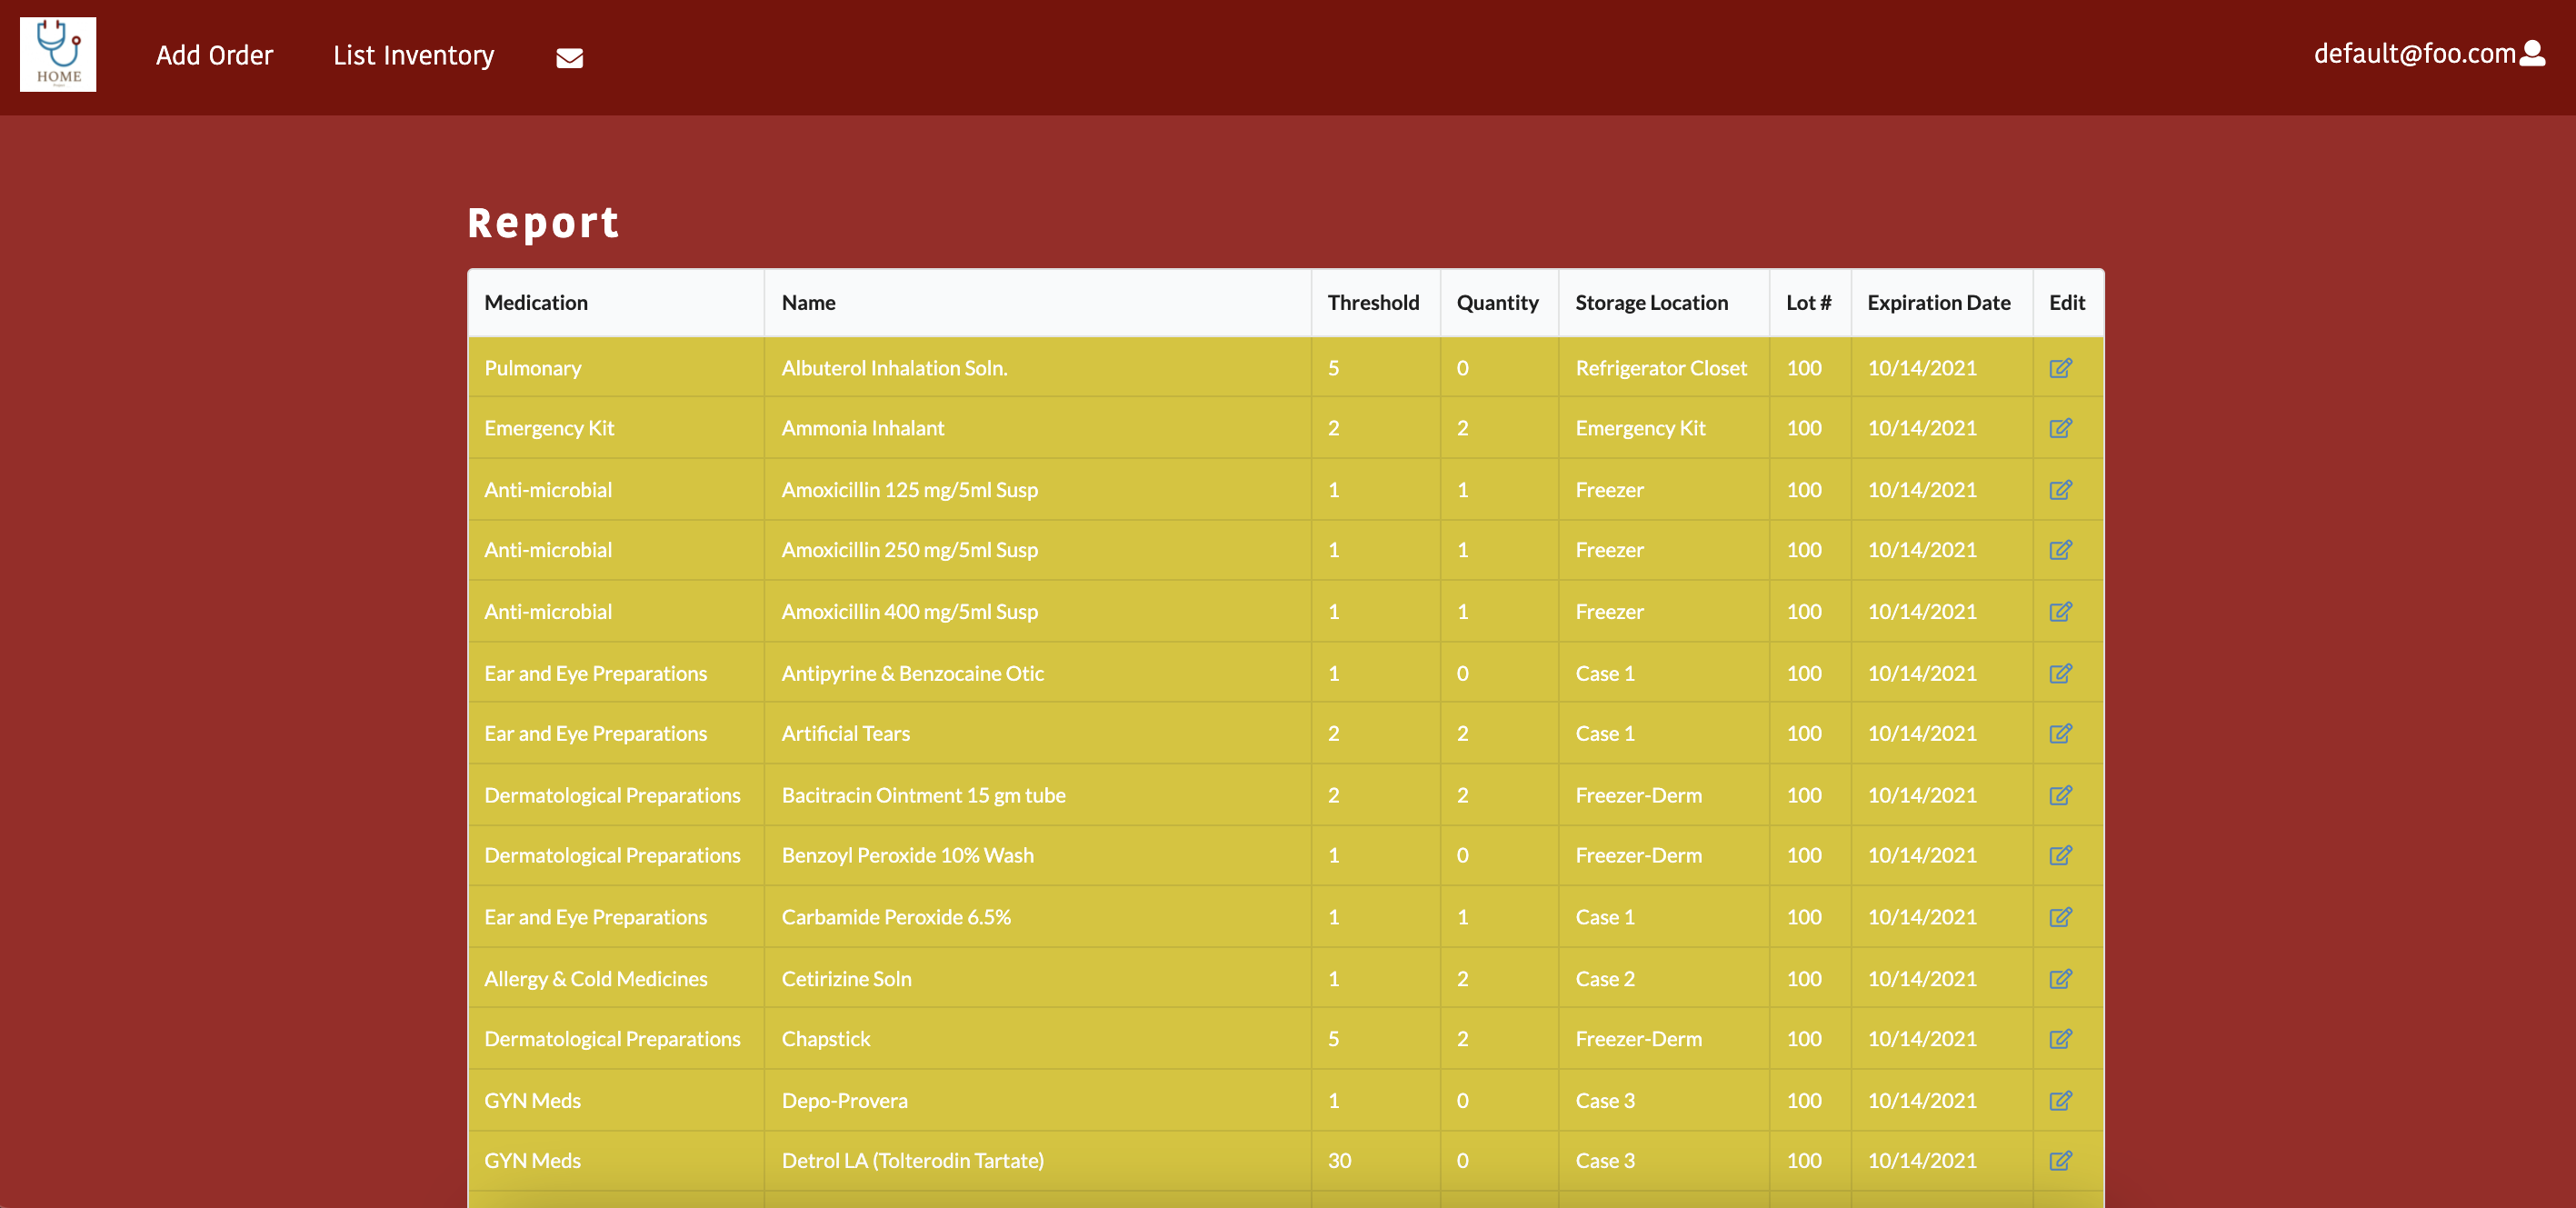 HOME
Add Order List Inventory default@foo.com
Report
Medication Name Threshold Quantity Storage Location Lot # Expiration Date Edit
Pulmonary Albuterol Inhalation Soln. 5 0 Refrigerator Closet 100 10/14/2021
Emergency Kit Ammonia Inhalant 2 2 Emergency Kit 100 10/14/2021
Anti-microbial Amoxicillin 125 mg/5ml Susp 1 1 Freezer 100 10/14/2021
Anti-microbial Amoxicillin 250 mg/5ml Susp 1 1 Freezer 100 10/14/2021
Anti-microbial Amoxicillin 400 mg/5ml Susp 1 1 Freezer 100 10/14/2021
Ear and Eye Preparations Antipyrine & Benzocaine Otic 1 0 Case 1 100 10/14/2021
Ear and Eye Preparations Artificial Tears 2 2 Case 1 100 10/14/2021
Dermatological Preparations Bacitracin Ointment 15 gm tube 2 2 Freezer-Derm 100 10/14/2021
Dermatological Preparations Benzoyl Peroxide 10% Wash 1 0 Freezer-Derm 100 10/14/2021
Ear and Eye Preparations Carbamide Peroxide 6.5% 1 1 Case 1 100 10/14/2021
Allergy & Cold Medicines Cetirizine Soln 1 2 Case 2 100 10/14/2021
Dermatological Preparations Chapstick 5 2 Freezer-Derm 100 10/14/2021
GYN Meds Depo-Provera 1 0 Case 3 100 10/14/2021
GYN Meds Detrol LA (Tolterodin Tartate) 30 0 Case 3 100 10/14/2021